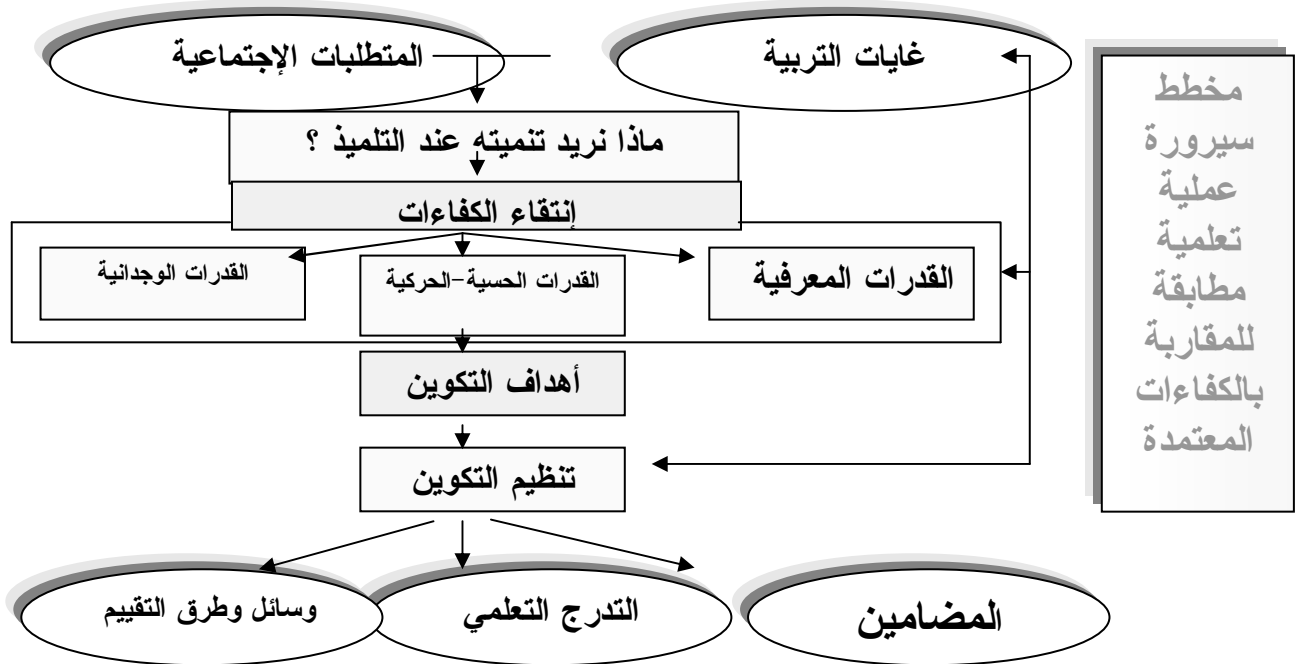 غايات التربية
المتطلبات الإجتماعية
ماذا نريد تنميته عند التلميذ ؟
إنتقاء الكفاءات
القدرات المعرفية
القدرات الحسية-الحركية
القدرات الوجدانية
أهداف التكوين
تنظيم التكوين
المضامين
التدرج التعلمي
وسائل وطرق التقييم
مخطط
سيرورة
عملية
تعلمية
مطابقة
للمقاربة
بالكفاءات
المعتمدة